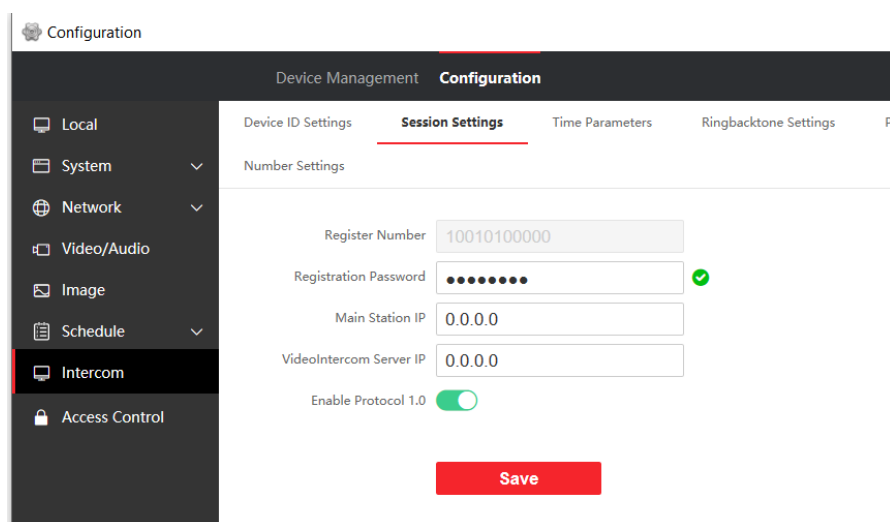 Configuration
Device Management Configuration
Local
System
Network
Video/Audio
Image
Schedule
Intercom
Access Control
Device ID Settings Session Settings Time Parameters Ringbacktone Settings
Number Settings
Register Number 10010100000
Registration Password ●●●●●●●●
Main Station IP 0.0.0.0
VideoIntercom Server IP 0.0.0.0
Enable Protocol 1.0
Save